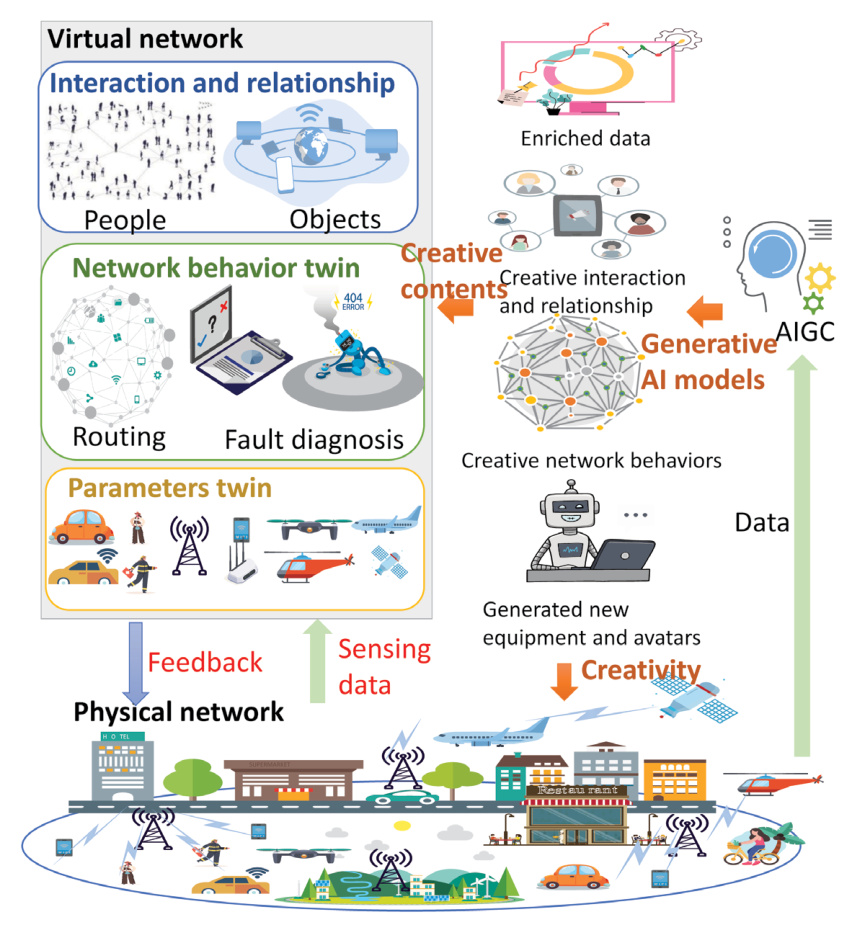 Virtual network
Interaction and relationship
People
Objects
Network behavior twin
404
ERROR
?
Routing
Fault diagnosis
Parameters twin
Enriched data
Creative interaction
and relationship
Creative
contents
Generative
AI models
AIGC
Creative network behaviors
...
Generated new
equipment and avatars
Data
Feedback
Sensing
data
Creativity
Physical network
HOTEL
SUPERMARKET
Restaurant